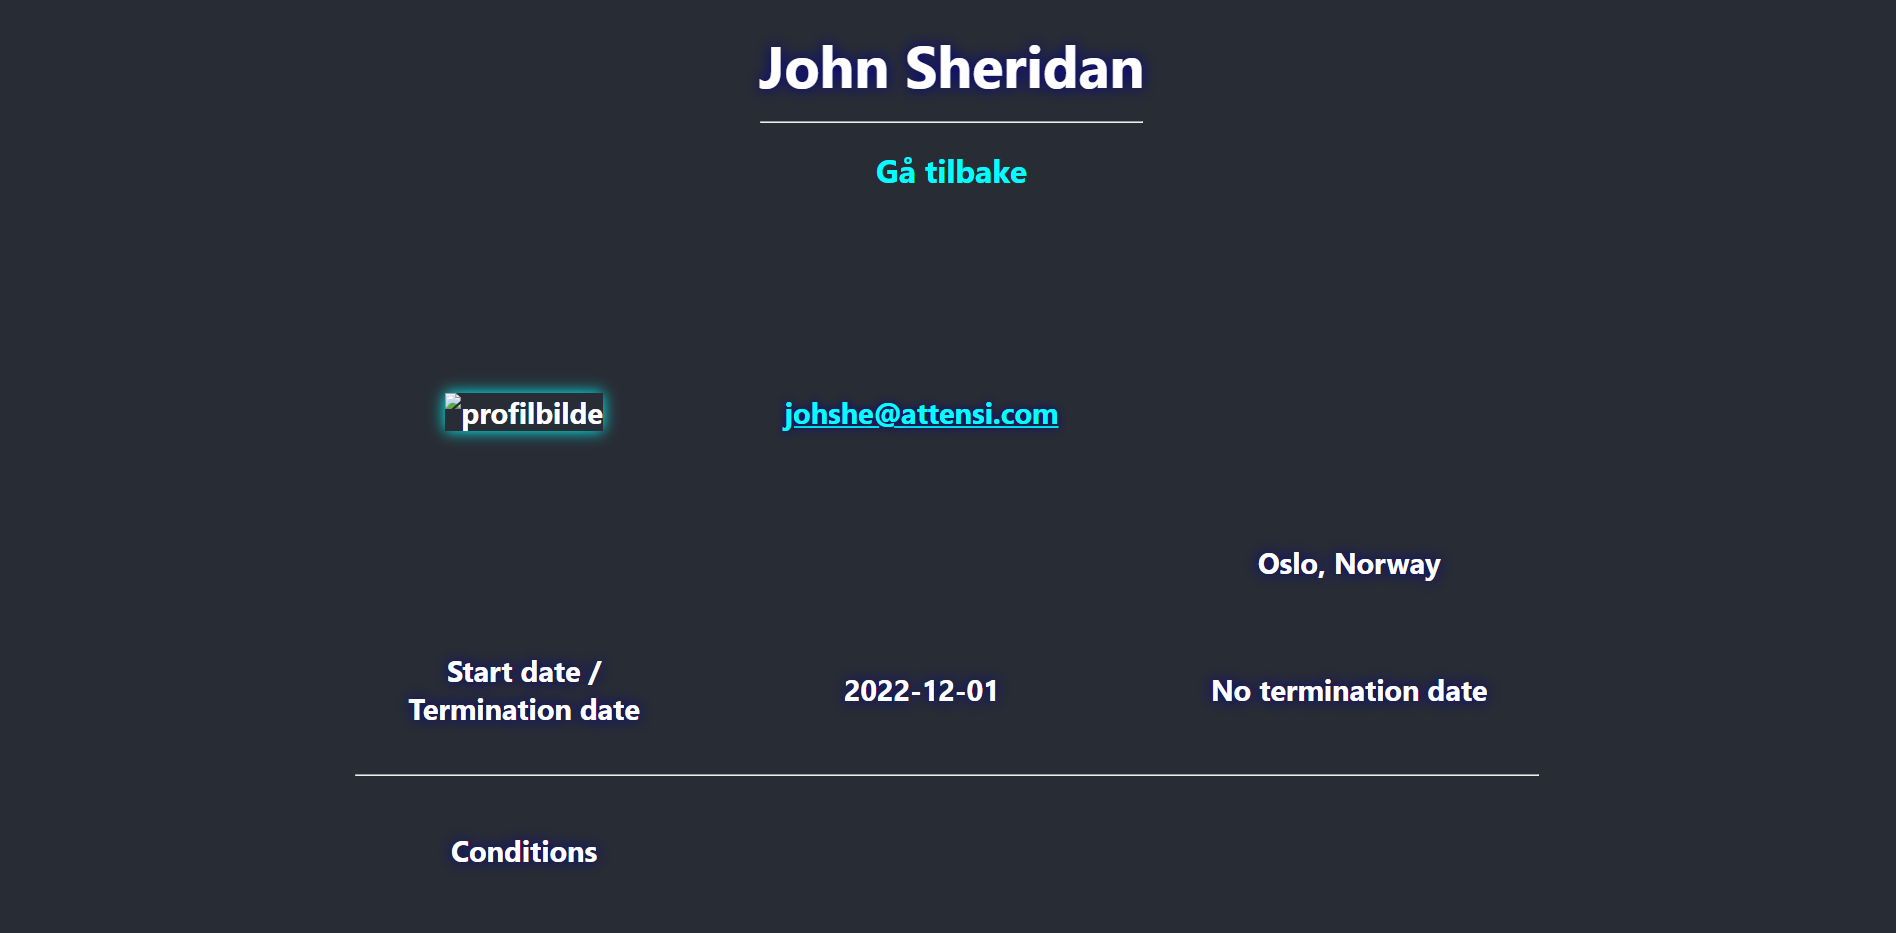 John Sheridan
Gå tilbake
profilbilde
johshe@attensi.com
Oslo, Norway
Start date /
Termination date
2022-12-01
No termination date
Conditions